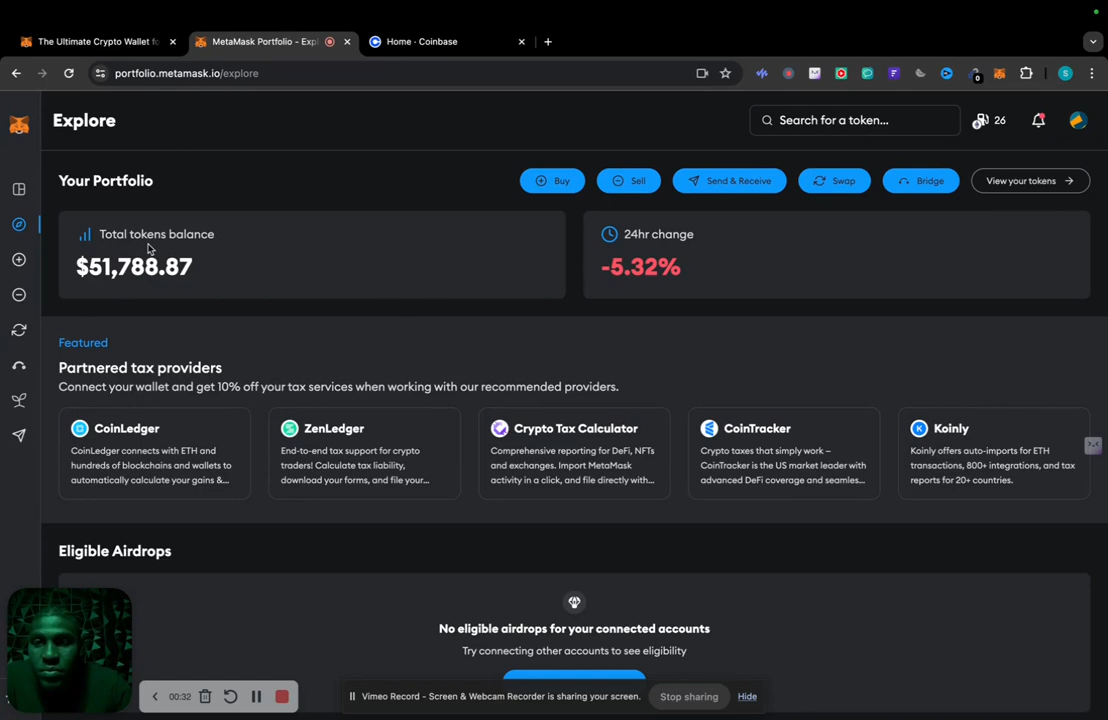 The Ultimate Crypto Wallet fo
MetaMask Portfolio - Expl
Home · Coinbase
portfolio.metamask.io/explore
0
S
Explore
Search for a token...
26
Your Portfolio
Buy
Sell
Send & Receive
Swap
Bridge
View your tokens
Total tokens balance
$51,788.87
24hr change
-5.32%
Featured
Partnered tax providers
Connect your wallet and get 10% off your tax services when working with our recommended providers.
CoinLedger
CoinLedger connects with ETH and
hundreds of blockchains and wallets to
automatically calculate your gains &...
ZenLedger
End-to-end tax support for crypto
traders! Calculate tax liability,
download your forms, and file your...
Crypto Tax Calculator
Comprehensive reporting for DeFi, NFTs
and exchanges. Import MetaMask
activity in a click, and file directly with...
CoinTracker
Crypto taxes that simply work –
CoinTracker is the US market leader with
advanced DeFi coverage and seamles...
Koinly
Koinly offers auto-imports for ETH
transactions, 800+ integrations, and tax
reports for 20+ countries.
Eligible Airdrops
No eligible airdrops for your connected accounts
Try connecting other accounts to see eligibility
00:32
Vimeo Record - Screen & Webcam Recorder is sharing your screen.
Stop sharing
Hide